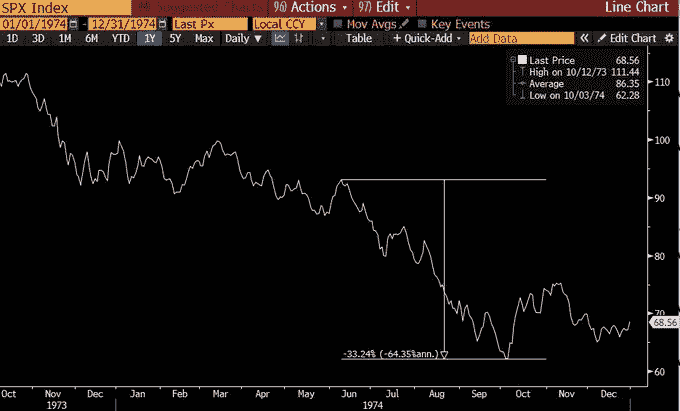 SPX Index
96) Actions
97) Edit
Line Chart
01/01/1974 - 12/31/1974
Last Px
Local CCY
Mov Avgs
Key Events
1D 3D 1M 6M YTD 1Y 5Y Max Daily ▼
Table
+ Quick-Add
Add Data
« Edit Chart
Last Price 68.56
High on 10/12/73 111.44
Average 86.35
Low on 10/03/74 62.28
110
100
90
80
70
68.56
60
-33.24% (-64.35%ann.)
Oct Nov Dec Jan Feb Mar Apr May Jun Jul Aug Sep Oct Nov Dec
1973 1974